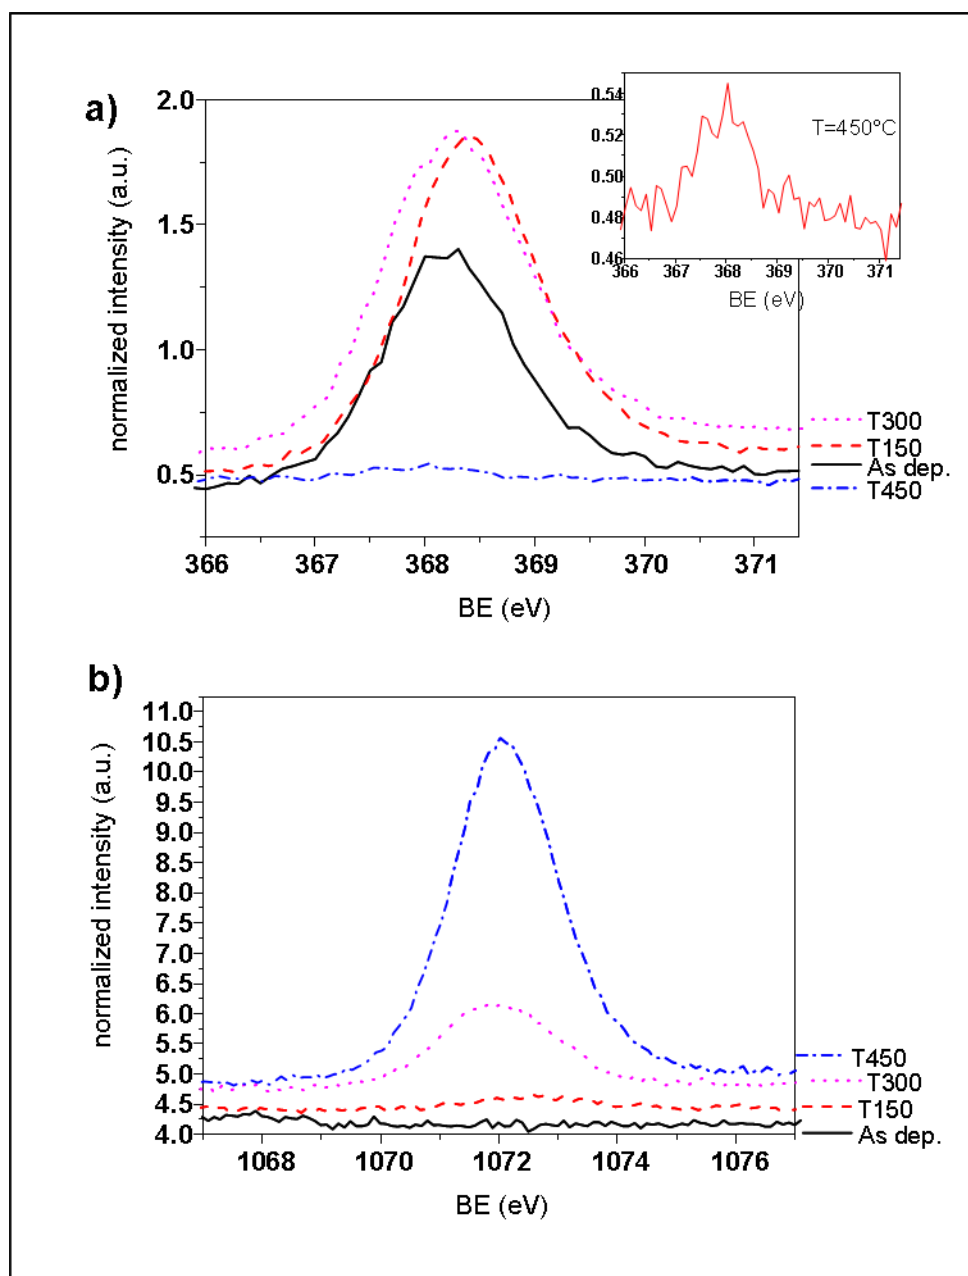 a)
normalized intensity (a.u.)
2.0
1.5
1.0
0.5
366 367 368 369 370 371
BE (eV)
T300
T150
As dep.
T450
0.54
0.52
0.50
0.48
0.46
366 367 368 369 370 371
BE (eV)
T=450°C
b)
normalized intensity (a.u.)
11.0
10.5
10.0
9.5
9.0
8.5
8.0
7.5
7.0
6.5
6.0
5.5
5.0
4.5
4.0
1068 1070 1072 1074 1076
BE (eV)
T450
T300
T150
As dep.